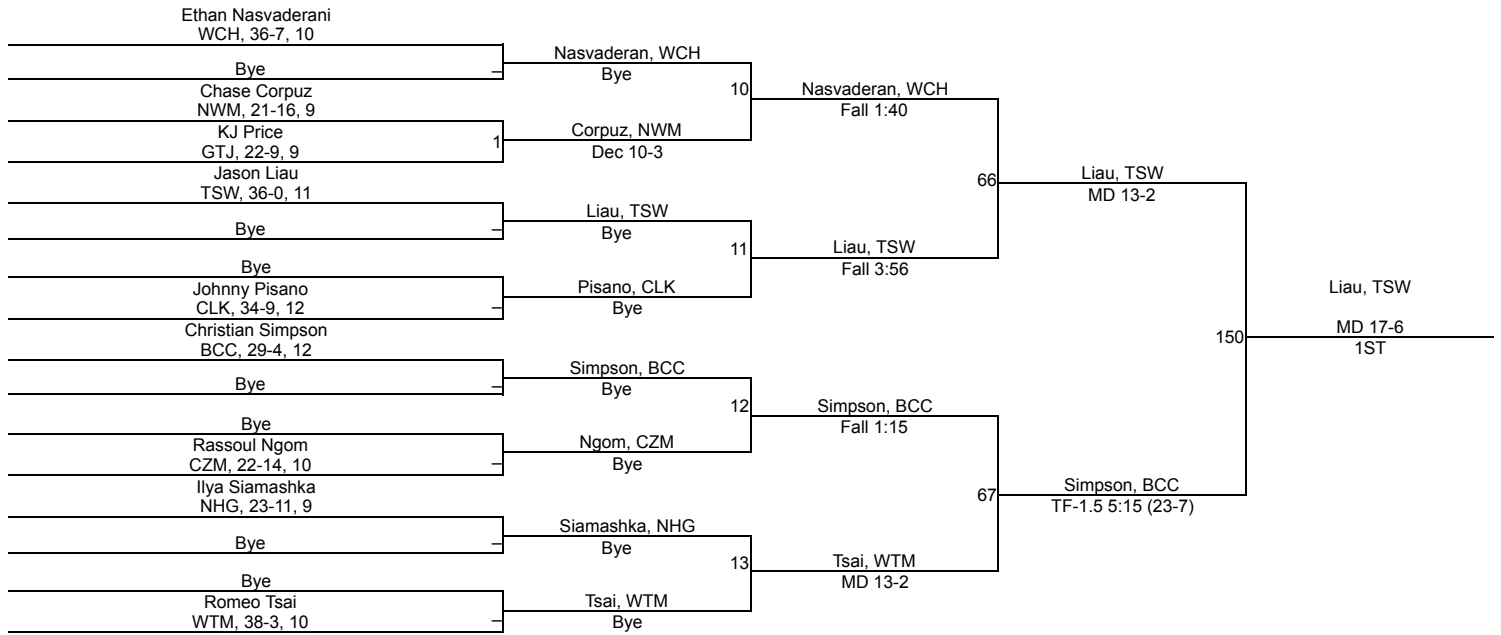 Ethan Nasvaderani
WCH, 36-7, 10
Bye
Chase Corpuz
NWM, 21-16, 9
KJ Price
GTJ, 22-9, 9
Jason Liau
TSW, 36-0, 11
Bye
Bye
Johnny Pisano
CLK, 34-9, 12
Christian Simpson
BCC, 29-4, 12
Bye
Bye
Rassoul Ngom
CZM, 22-14, 10
Ilya Siamashka
NHG, 23-11, 9
Bye
Bye
Romeo Tsai
WTM, 38-3, 10
–
1
–
–
–
–
–
–
Nasvaderan, WCH
Bye
Corpuz, NWM
Dec 10-3
Liau, TSW
Bye
Pisano, CLK
Bye
Simpson, BCC
Bye
Ngom, CZM
Bye
Siamashka, NHG
Bye
Tsai, WTM
Bye
10
11
12
13
Nasvaderan, WCH
Fall 1:40
Liau, TSW
Fall 3:56
Simpson, BCC
Fall 1:15
Tsai, WTM
MD 13-2
66
67
Liau, TSW
MD 13-2
Simpson, BCC
TF-1.5 5:15 (23-7)
150
Liau, TSW
MD 17-6
1ST